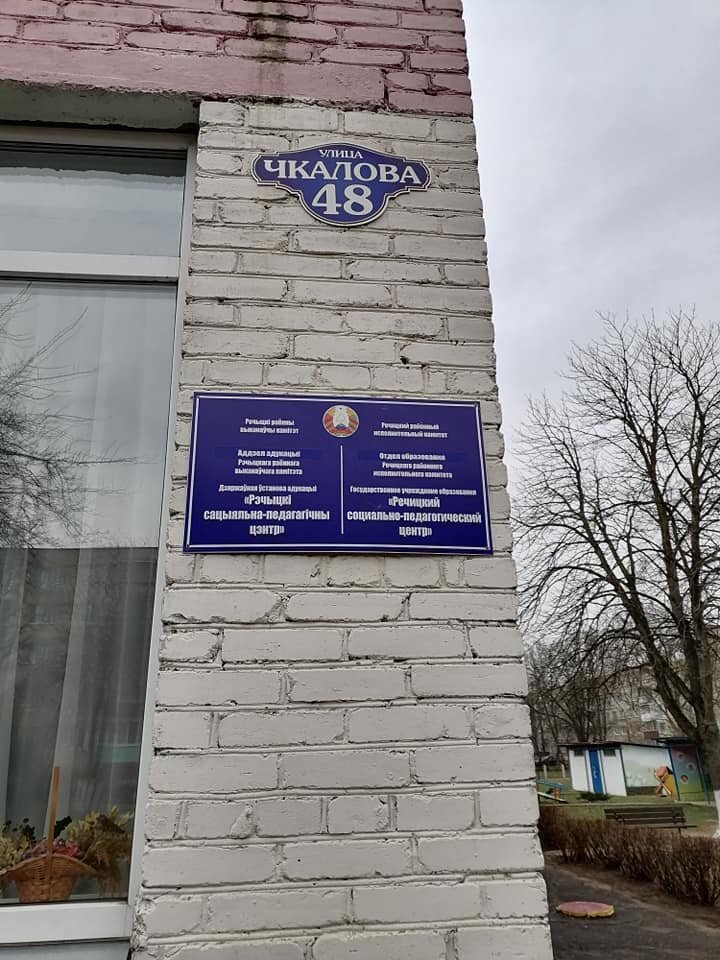 УЛИЦА
ЧКАЛОВА
48
Рэчыцкі раённы
выканаўчы камітэт
Аддзел адукацыі
Рэчыцкага раённага
выканаўчага камітэта
Дзяржаўная ўстанова адукацыі
«Рэчыцкі
сацыяльна-педагагічны
цэнтр»
Речицкий районный
исполнительный комитет
Отдел образования
Речицкого районного
исполнительного комитета
Государственное учреждение образования
«Речицкий
социально-педагогический
центр»